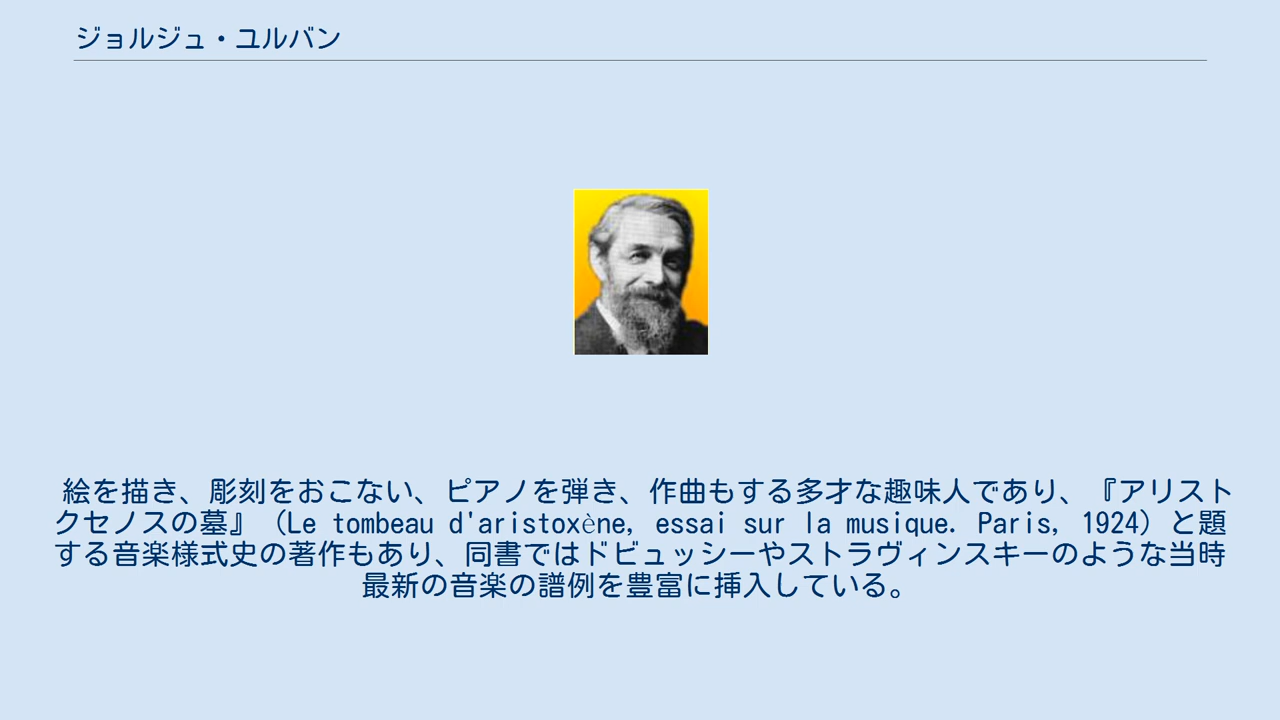 ジョルジュ・ユルバン
絵を描き、彫刻をおこない、ピアノを弾き、作曲もする多才な趣味人であり、『アリスト
クセノスの墓』（Le tombeau d'aristoxène, essai sur la musique. Paris, 1924）と題
する音楽様式史の著作もあり、同書ではドビュッシーやストラヴィンスキーのような当時
最新の音楽の譜例を豊富に挿入している。